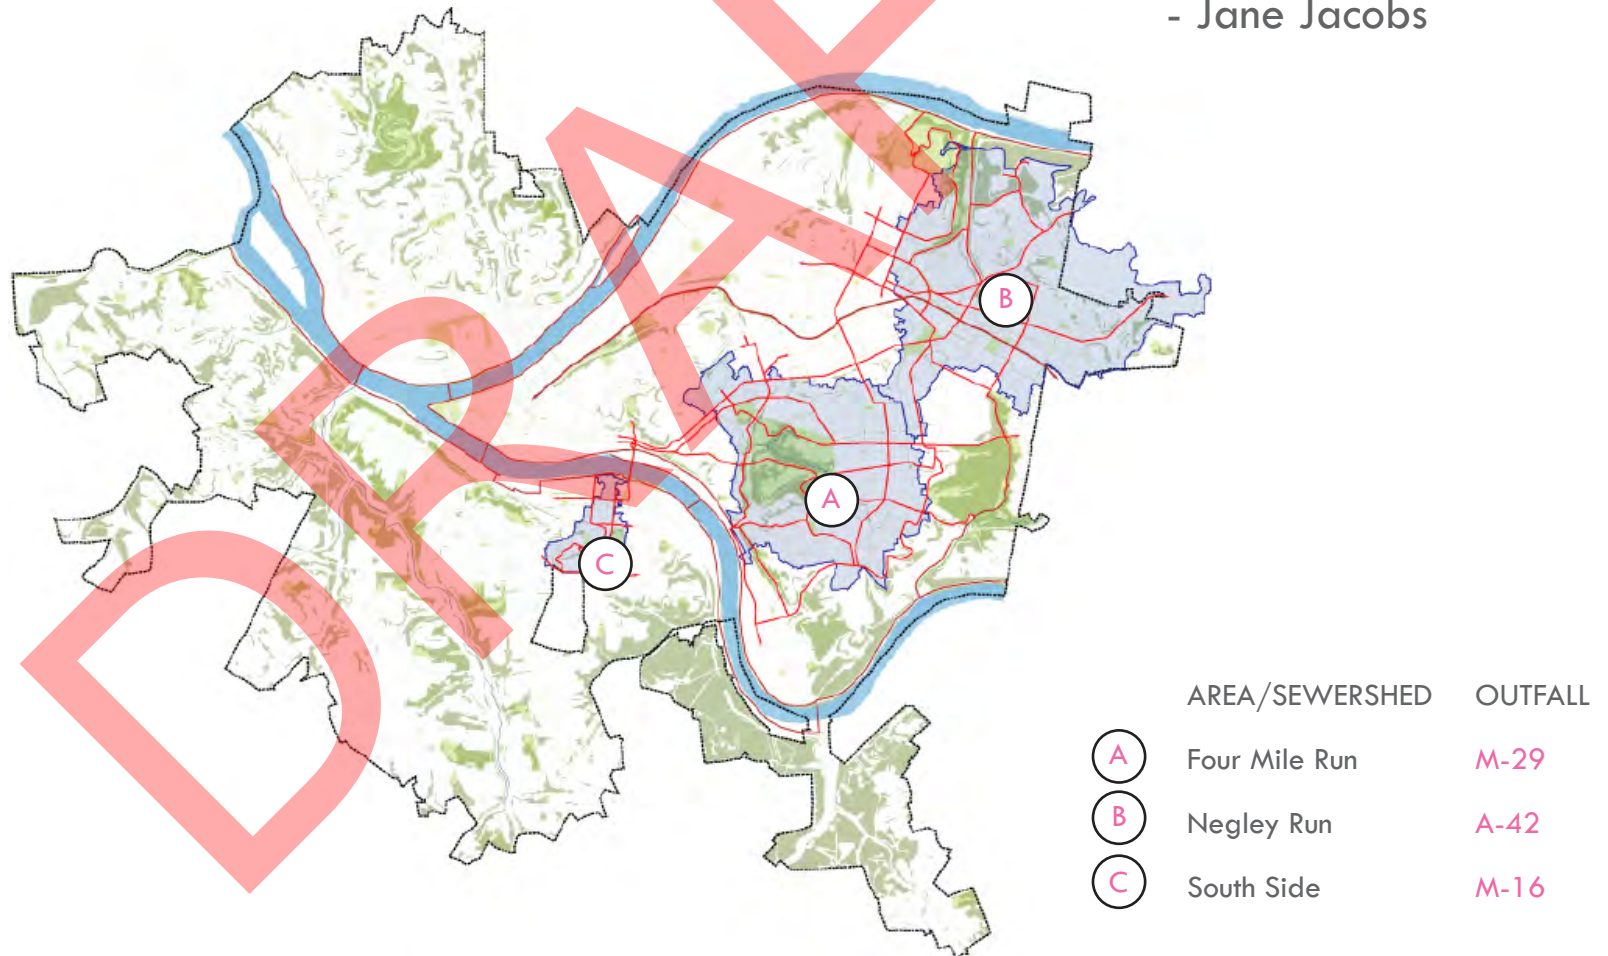 - Jane Jacobs
DRAFT
B
A
C
AREA/SEWERSHED OUTFALL
A Four Mile Run M-29
B Negley Run A-42
C South Side M-16